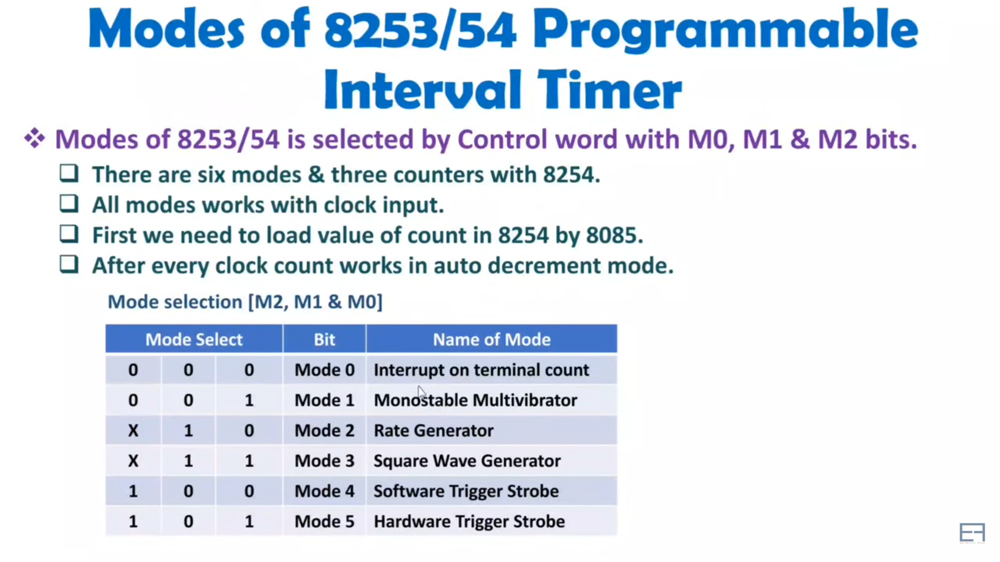 Modes of 8253/54 Programmable
Interval Timer
Modes of 8253/54 is selected by Control word with M0, M1 & M2 bits.
There are six modes & three counters with 8254.
All modes works with clock input.
First we need to load value of count in 8254 by 8085.
After every clock count works in auto decrement mode.
Mode selection [M2, M1 & M0]
Mode Select Bit Name of Mode
0 0 0 Mode 0 Interrupt on terminal count
0 0 1 Mode 1 Monostable Multivibrator
X 1 0 Mode 2 Rate Generator
X 1 1 Mode 3 Square Wave Generator
1 0 0 Mode 4 Software Trigger Strobe
1 0 1 Mode 5 Hardware Trigger Strobe
EF